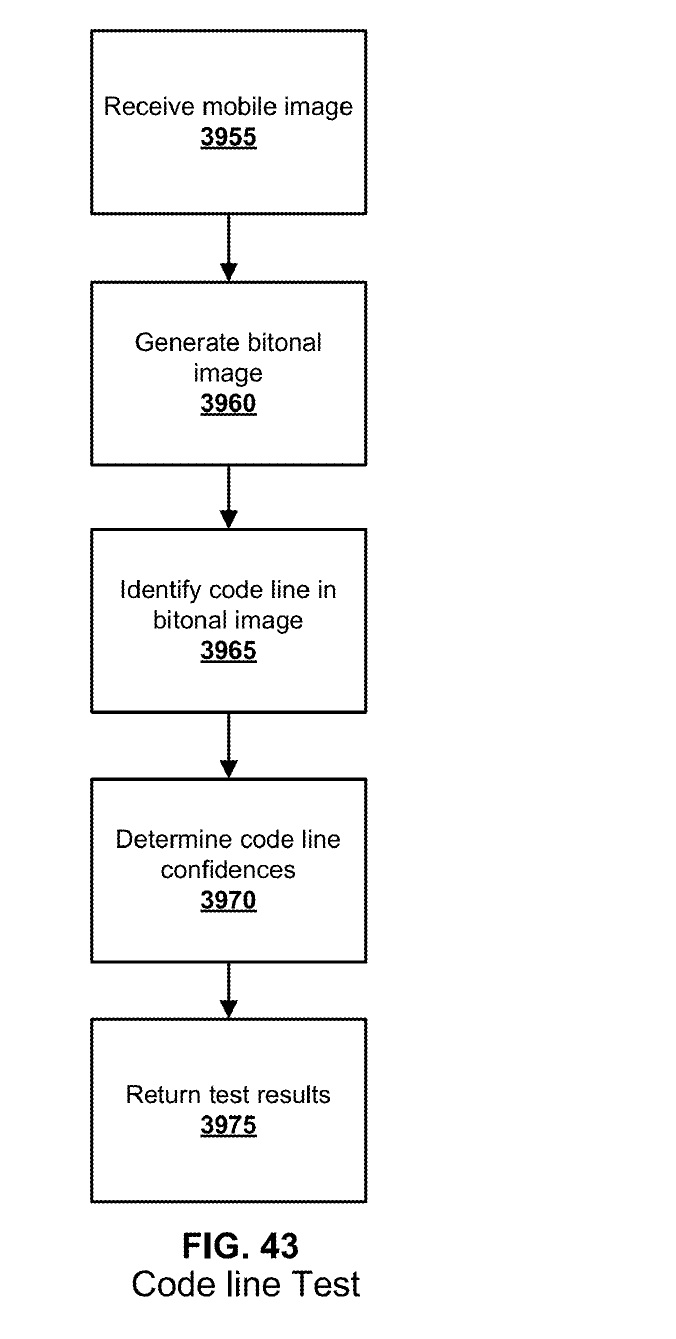 Receive mobile image
3955
Generate bitonal
image
3960
Identify code line in
bitonal image
3965
Determine code line
confidences
3970
Return test results
3975
FIG. 43
Code line Test